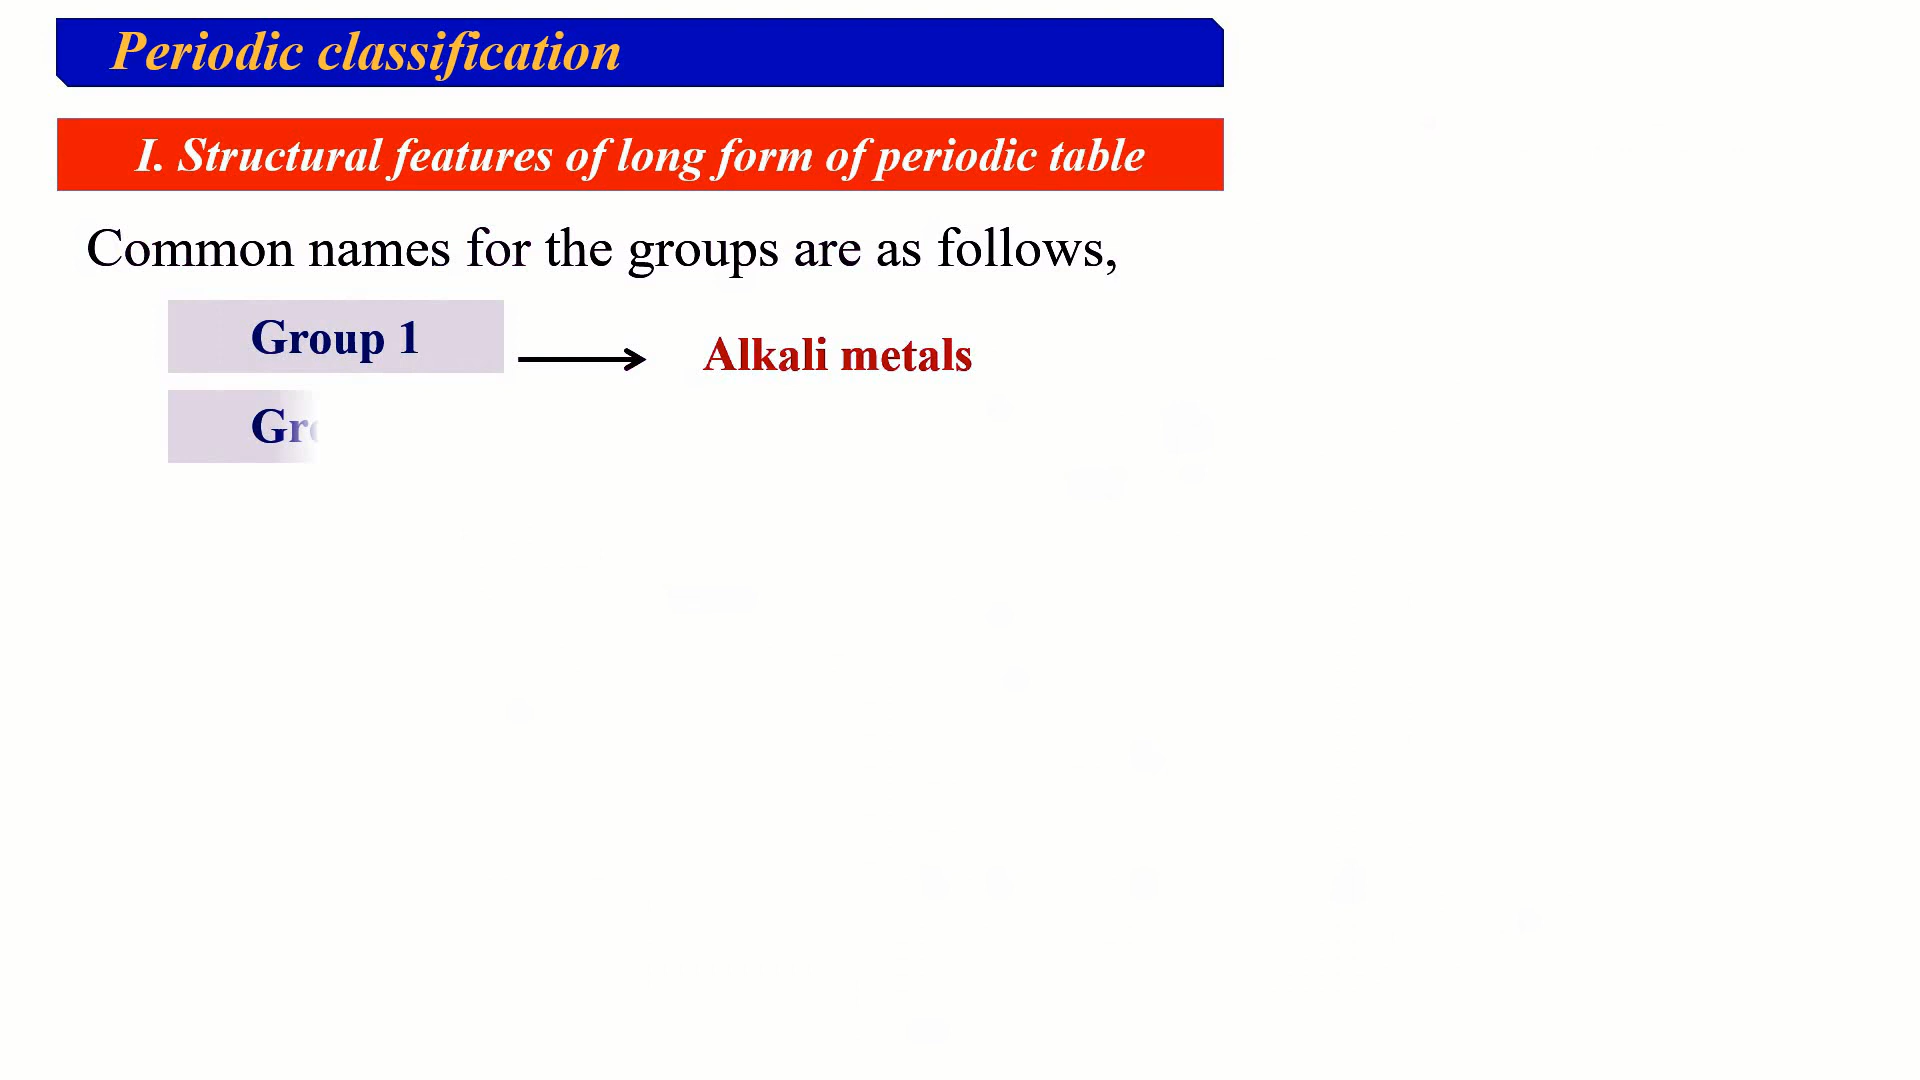 Periodic classification
I. Structural features of long form of periodic table
Common names for the groups are as follows,
Group 1
Alkali metals